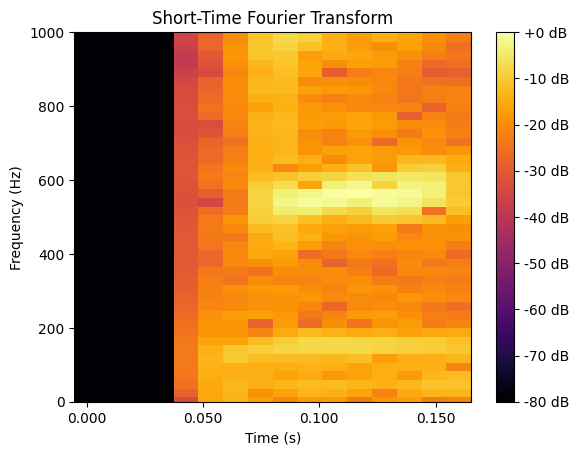 Short-Time Fourier Transform
1000
800
600
400
200
0
Frequency (Hz)
0.000
0.050
0.100
0.150
Time (s)
+0 dB
-10 dB
-20 dB
-30 dB
-40 dB
-50 dB
-60 dB
-70 dB
-80 dB